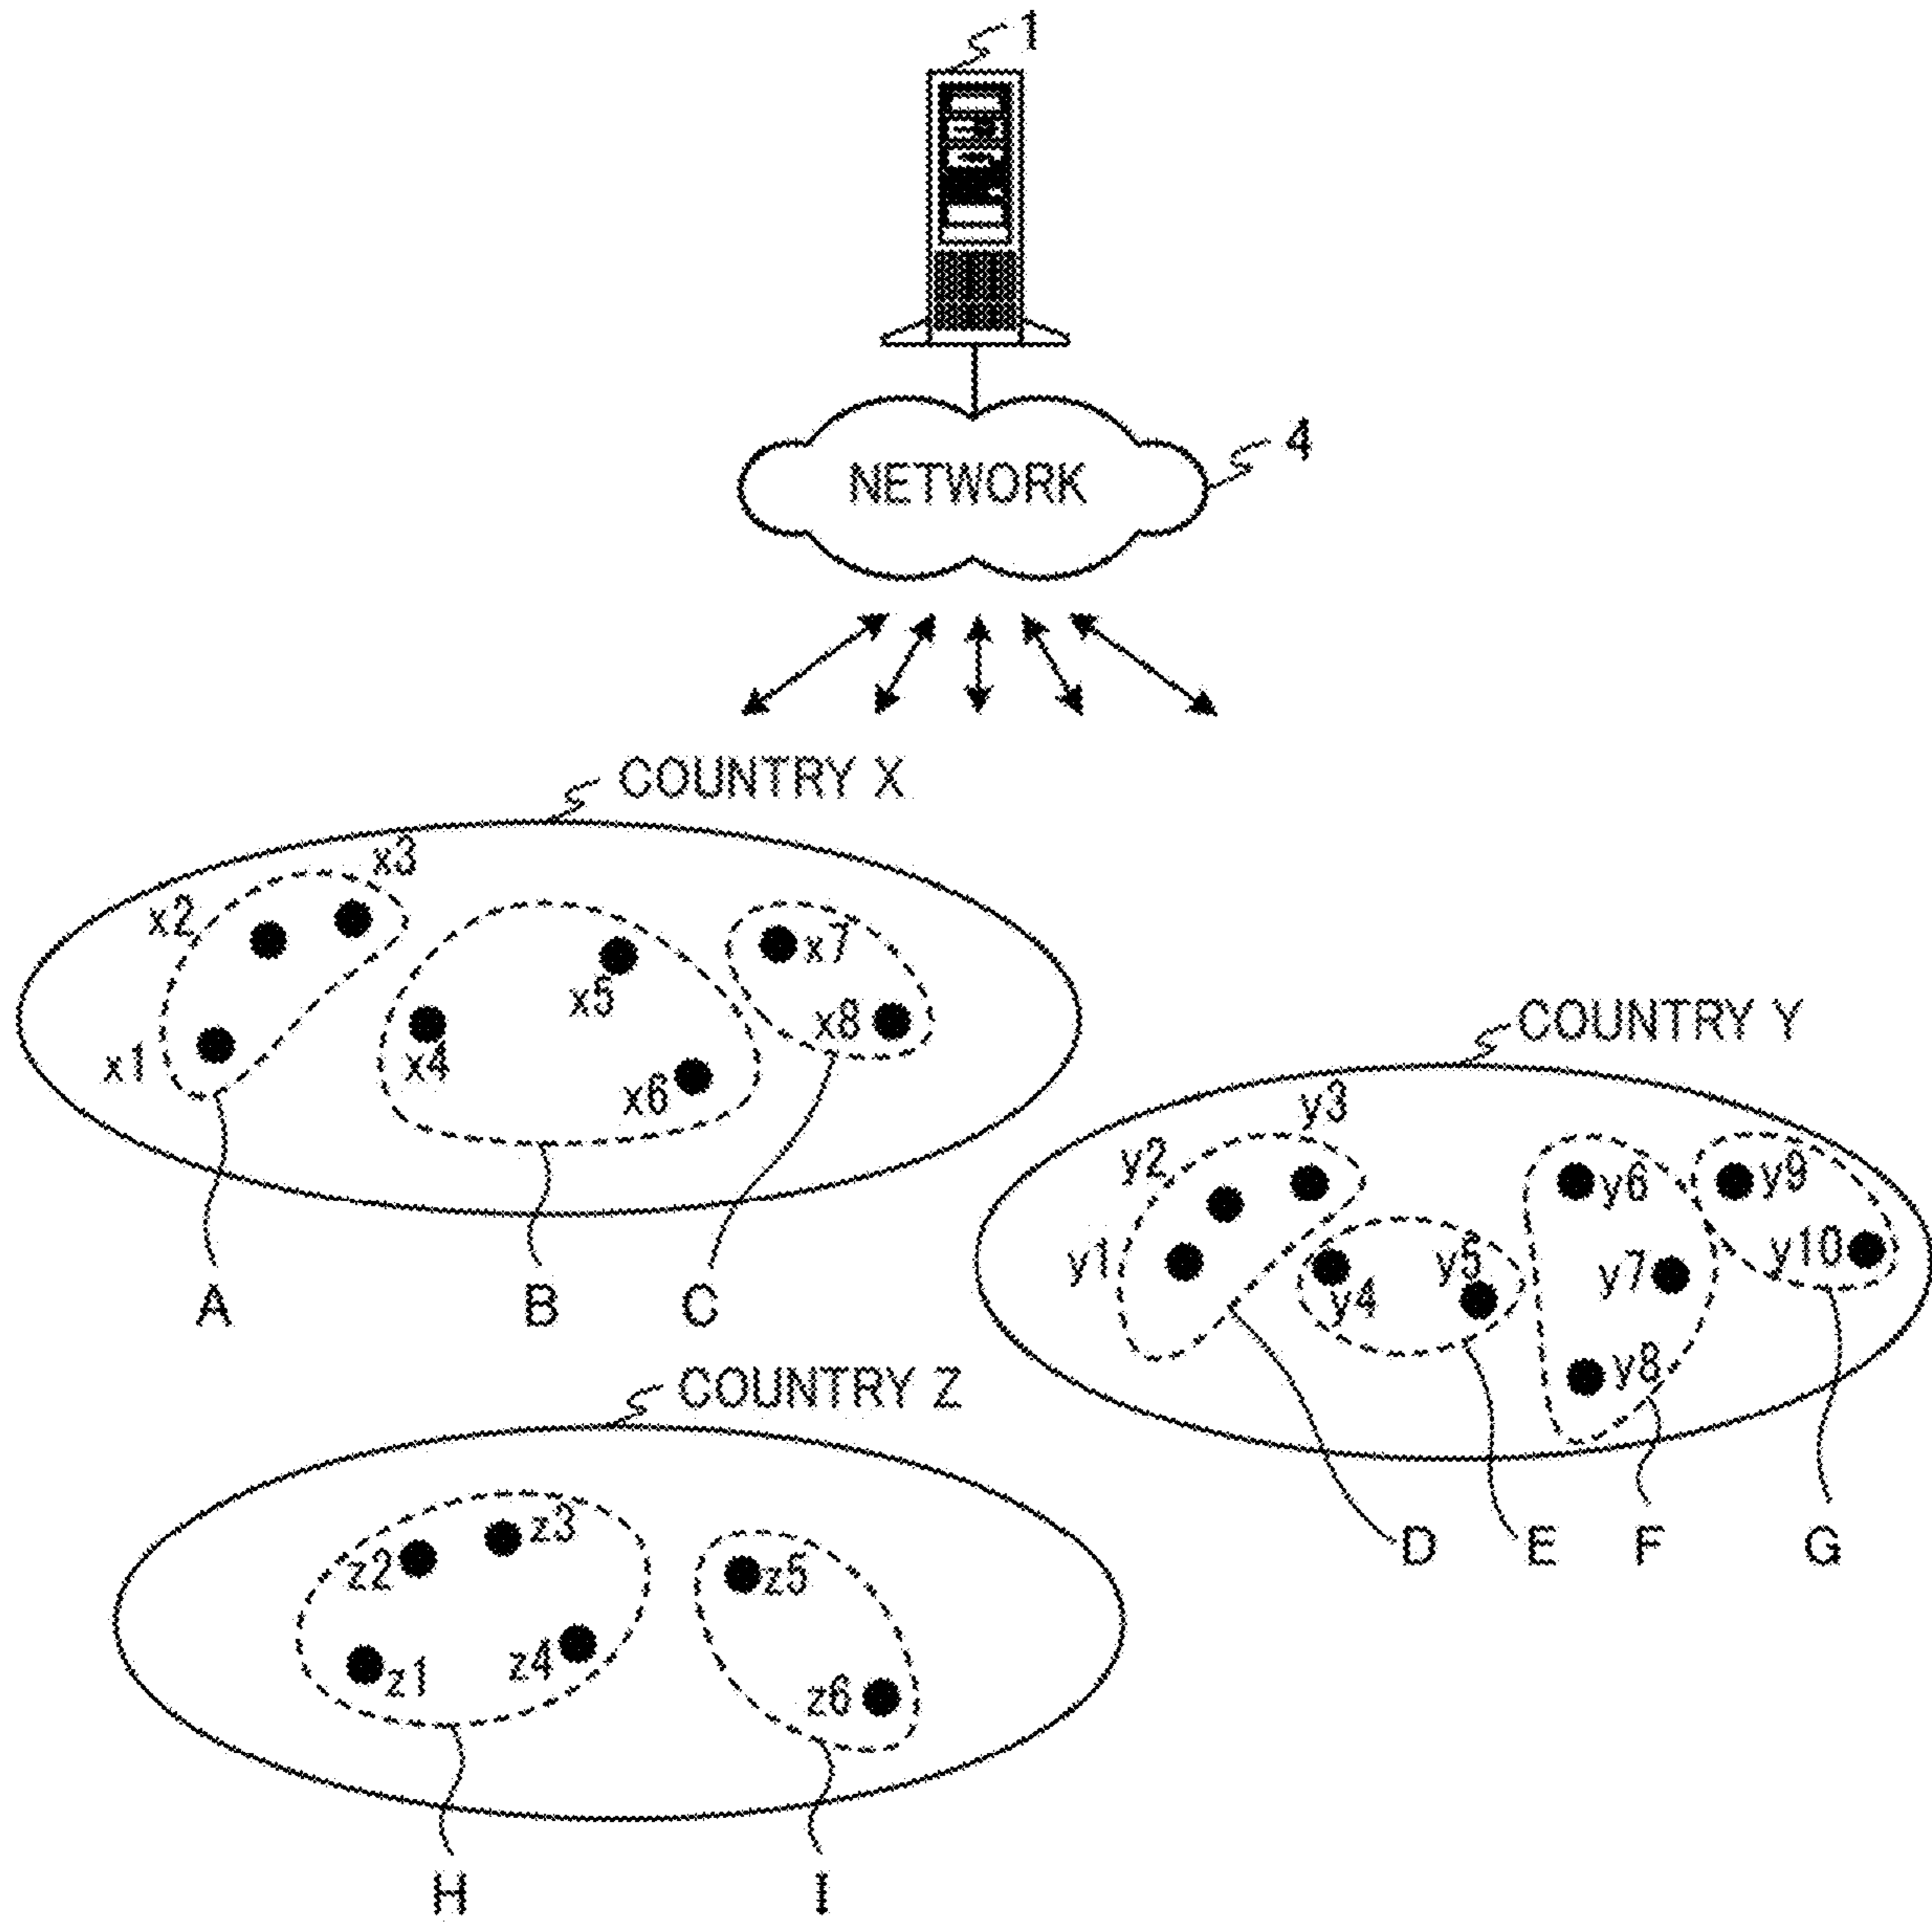 1
NETWORK
4
COUNTRY X
x3
x2
x7
x5
x8
x1
x4
x6
A
B
C
COUNTRY Y
y3
y2
y6
y9
y1
y5
y7
y10
y4
y8
D
E
F
G
COUNTRY Z
z3
z2
z5
z4
z1
z6
H
I